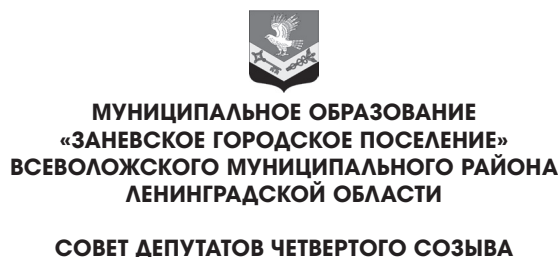 МУНИЦИПАЛЬНОЕ ОБРАЗОВАНИЕ
«ЗАНЕВСКОЕ ГОРОДСКОЕ ПОСЕЛЕНИЕ»
ВСЕВОЛОЖСКОГО МУНИЦИПАЛЬНОГО РАЙОНА
ЛЕНИНГРАДСКОЙ ОБЛАСТИ
СОВЕТ ДЕПУТАТОВ ЧЕТВЕРТОГО СОЗЫВА